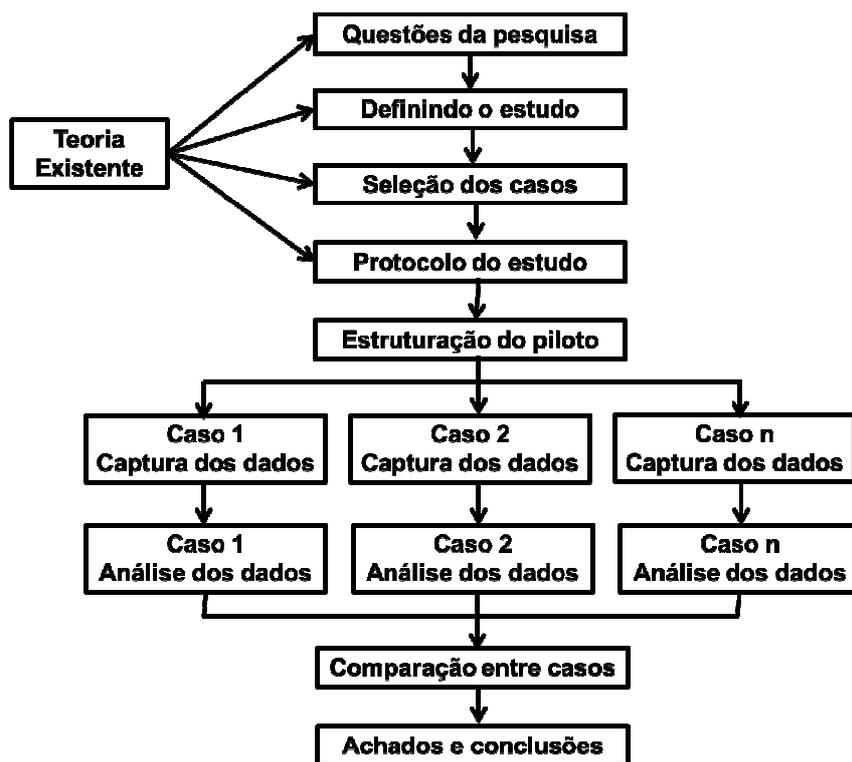 Questões da pesquisa
Definindo o estudo
Teoria
Existente
Seleção dos casos
Protocolo do estudo
Estruturação do piloto
Caso 1
Captura dos dados
Caso 2
Captura dos dados
Caso n
Captura dos dados
Caso 1
Análise dos dados
Caso 2
Análise dos dados
Caso n
Análise dos dados
Comparação entre casos
Achados e conclusões